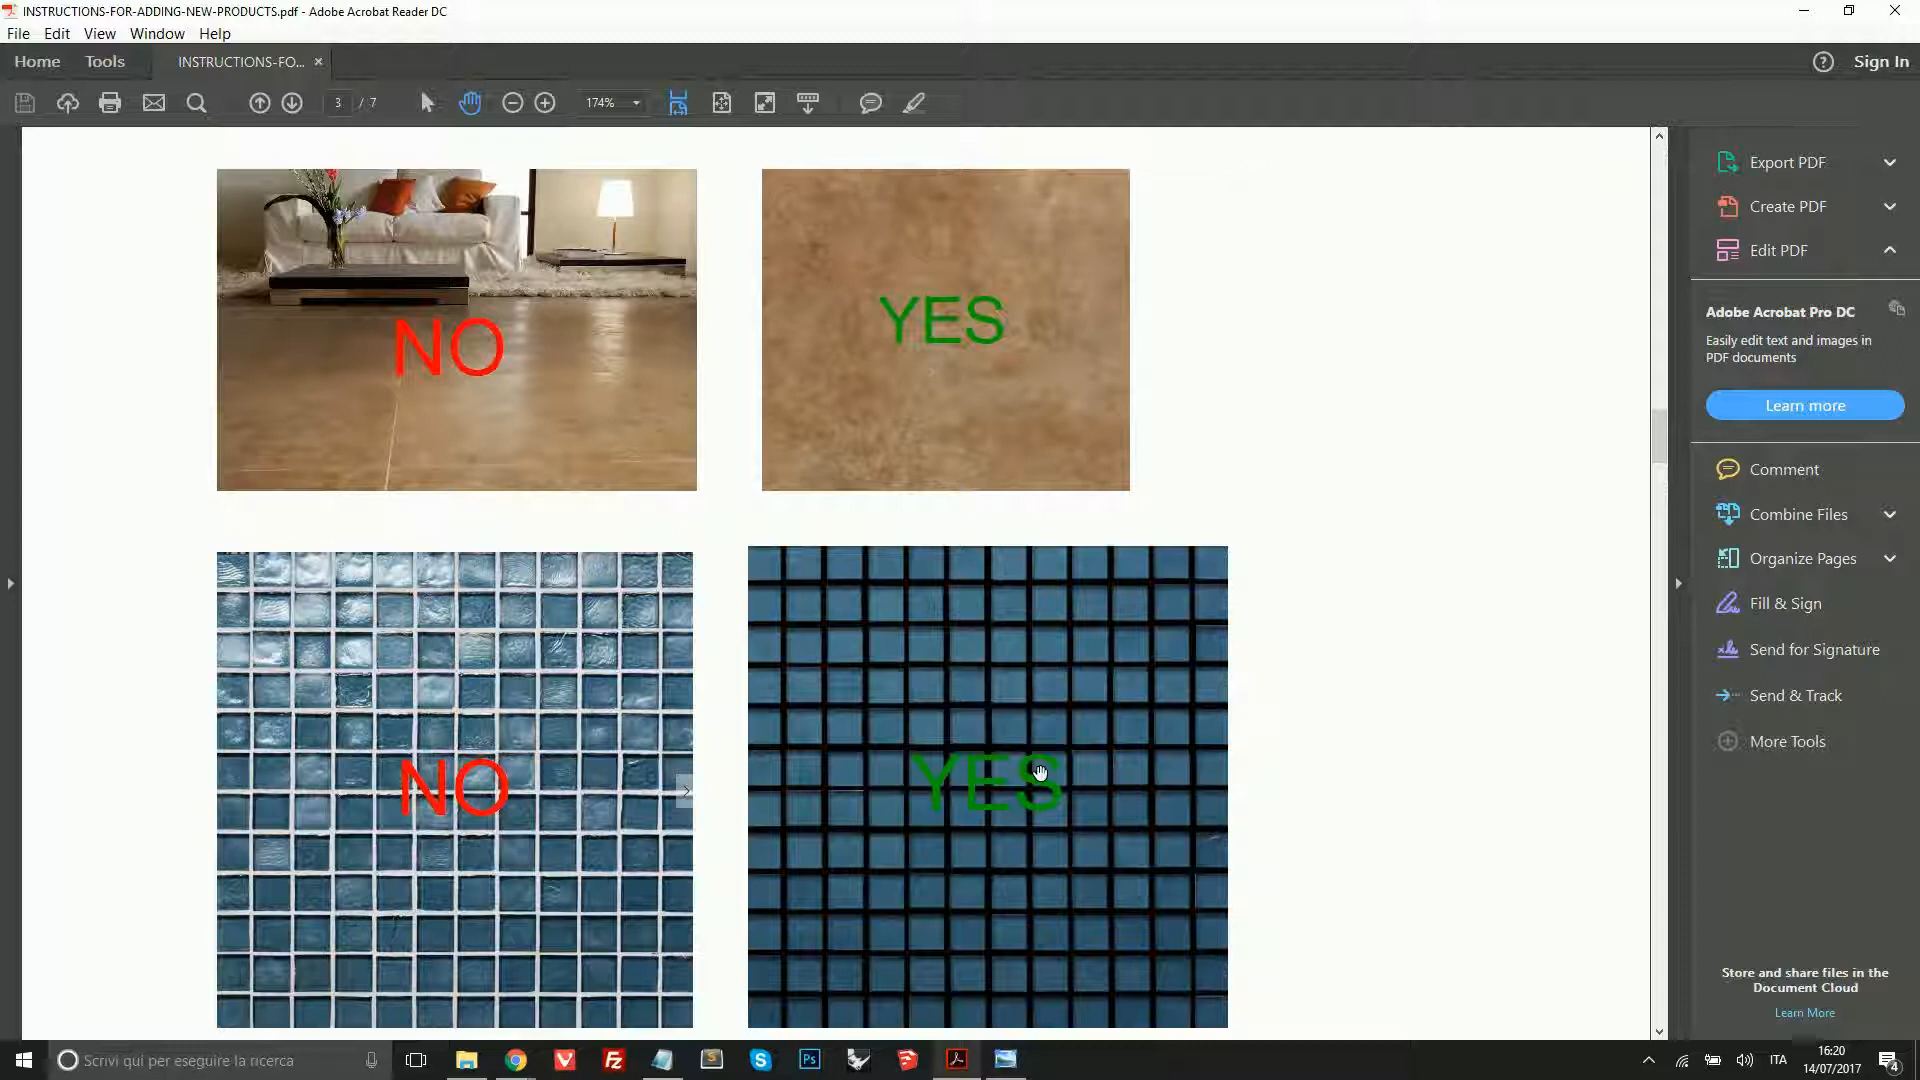 INSTRUCTIONS-FOR-ADDING-NEW-PRODUCTS.pdf - Adobe Acrobat Reader DC
File Edit View Window Help
Home Tools INSTRUCTIONS-FO... × Sign In
3 / 7 174%
NO YES
NO YES
Export PDF
Create PDF
Edit PDF
Adobe Acrobat Pro DC
Easily edit text and images in
PDF documents
Learn more
Comment
Combine Files
Organize Pages
Fill & Sign
Send for Signature
Send & Track
More Tools
Store and share files in the
Document Cloud
Learn More
Scrivi qui per eseguire la ricerca
Ps
ITA
16:20
14/07/2017
4